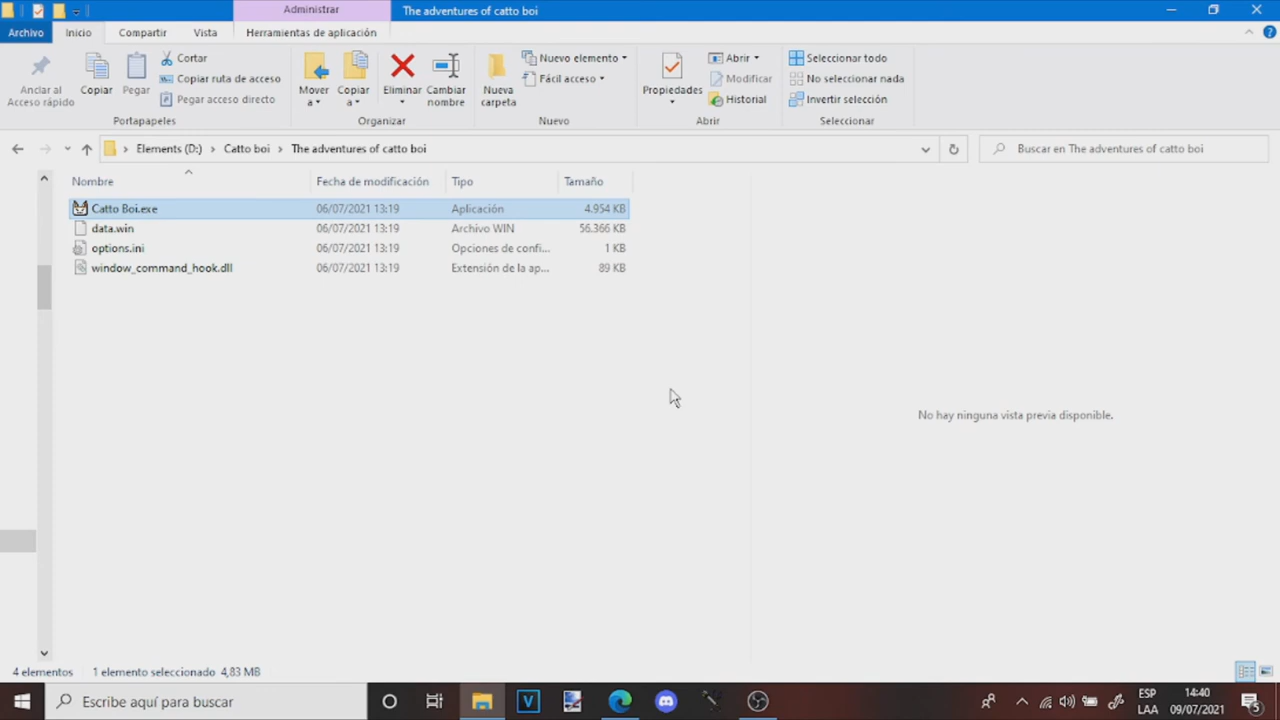 Administrar
The adventures of catto boi
Archivo Inicio Compartir Vista Herramientas de aplicación
Anclar al
Acceso rápido
Copiar
Pegar
Cortar
Copiar ruta de acceso
Pegar acceso directo
Portapapeles
Mover
a
Copiar
a
Eliminar
Cambiar
nombre
Organizar
Nueva
carpeta
Nuevo elemento
Fácil acceso
Nuevo
Propiedades
Abrir
Modificar
Historial
Abrir
Seleccionar todo
No seleccionar nada
Invertir selección
Seleccionar
Elements (D:) > Catto boi > The adventures of catto boi
Buscar en The adventures of catto boi
Nombre Fecha de modificación Tipo Tamaño
Catto Boi.exe 06/07/2021 13:19 Aplicación 4.954 KB
data.win 06/07/2021 13:19 Archivo WIN 56.366 KB
options.ini 06/07/2021 13:19 Opciones de confi... 1 KB
window_command_hook.dll 06/07/2021 13:19 Extensión de la ap... 89 KB
No hay ninguna vista previa disponible.
4 elementos 1 elemento seleccionado 4,83 MB
Escribe aquí para buscar
V
ESP
LAA
14:40
09/07/2021
5